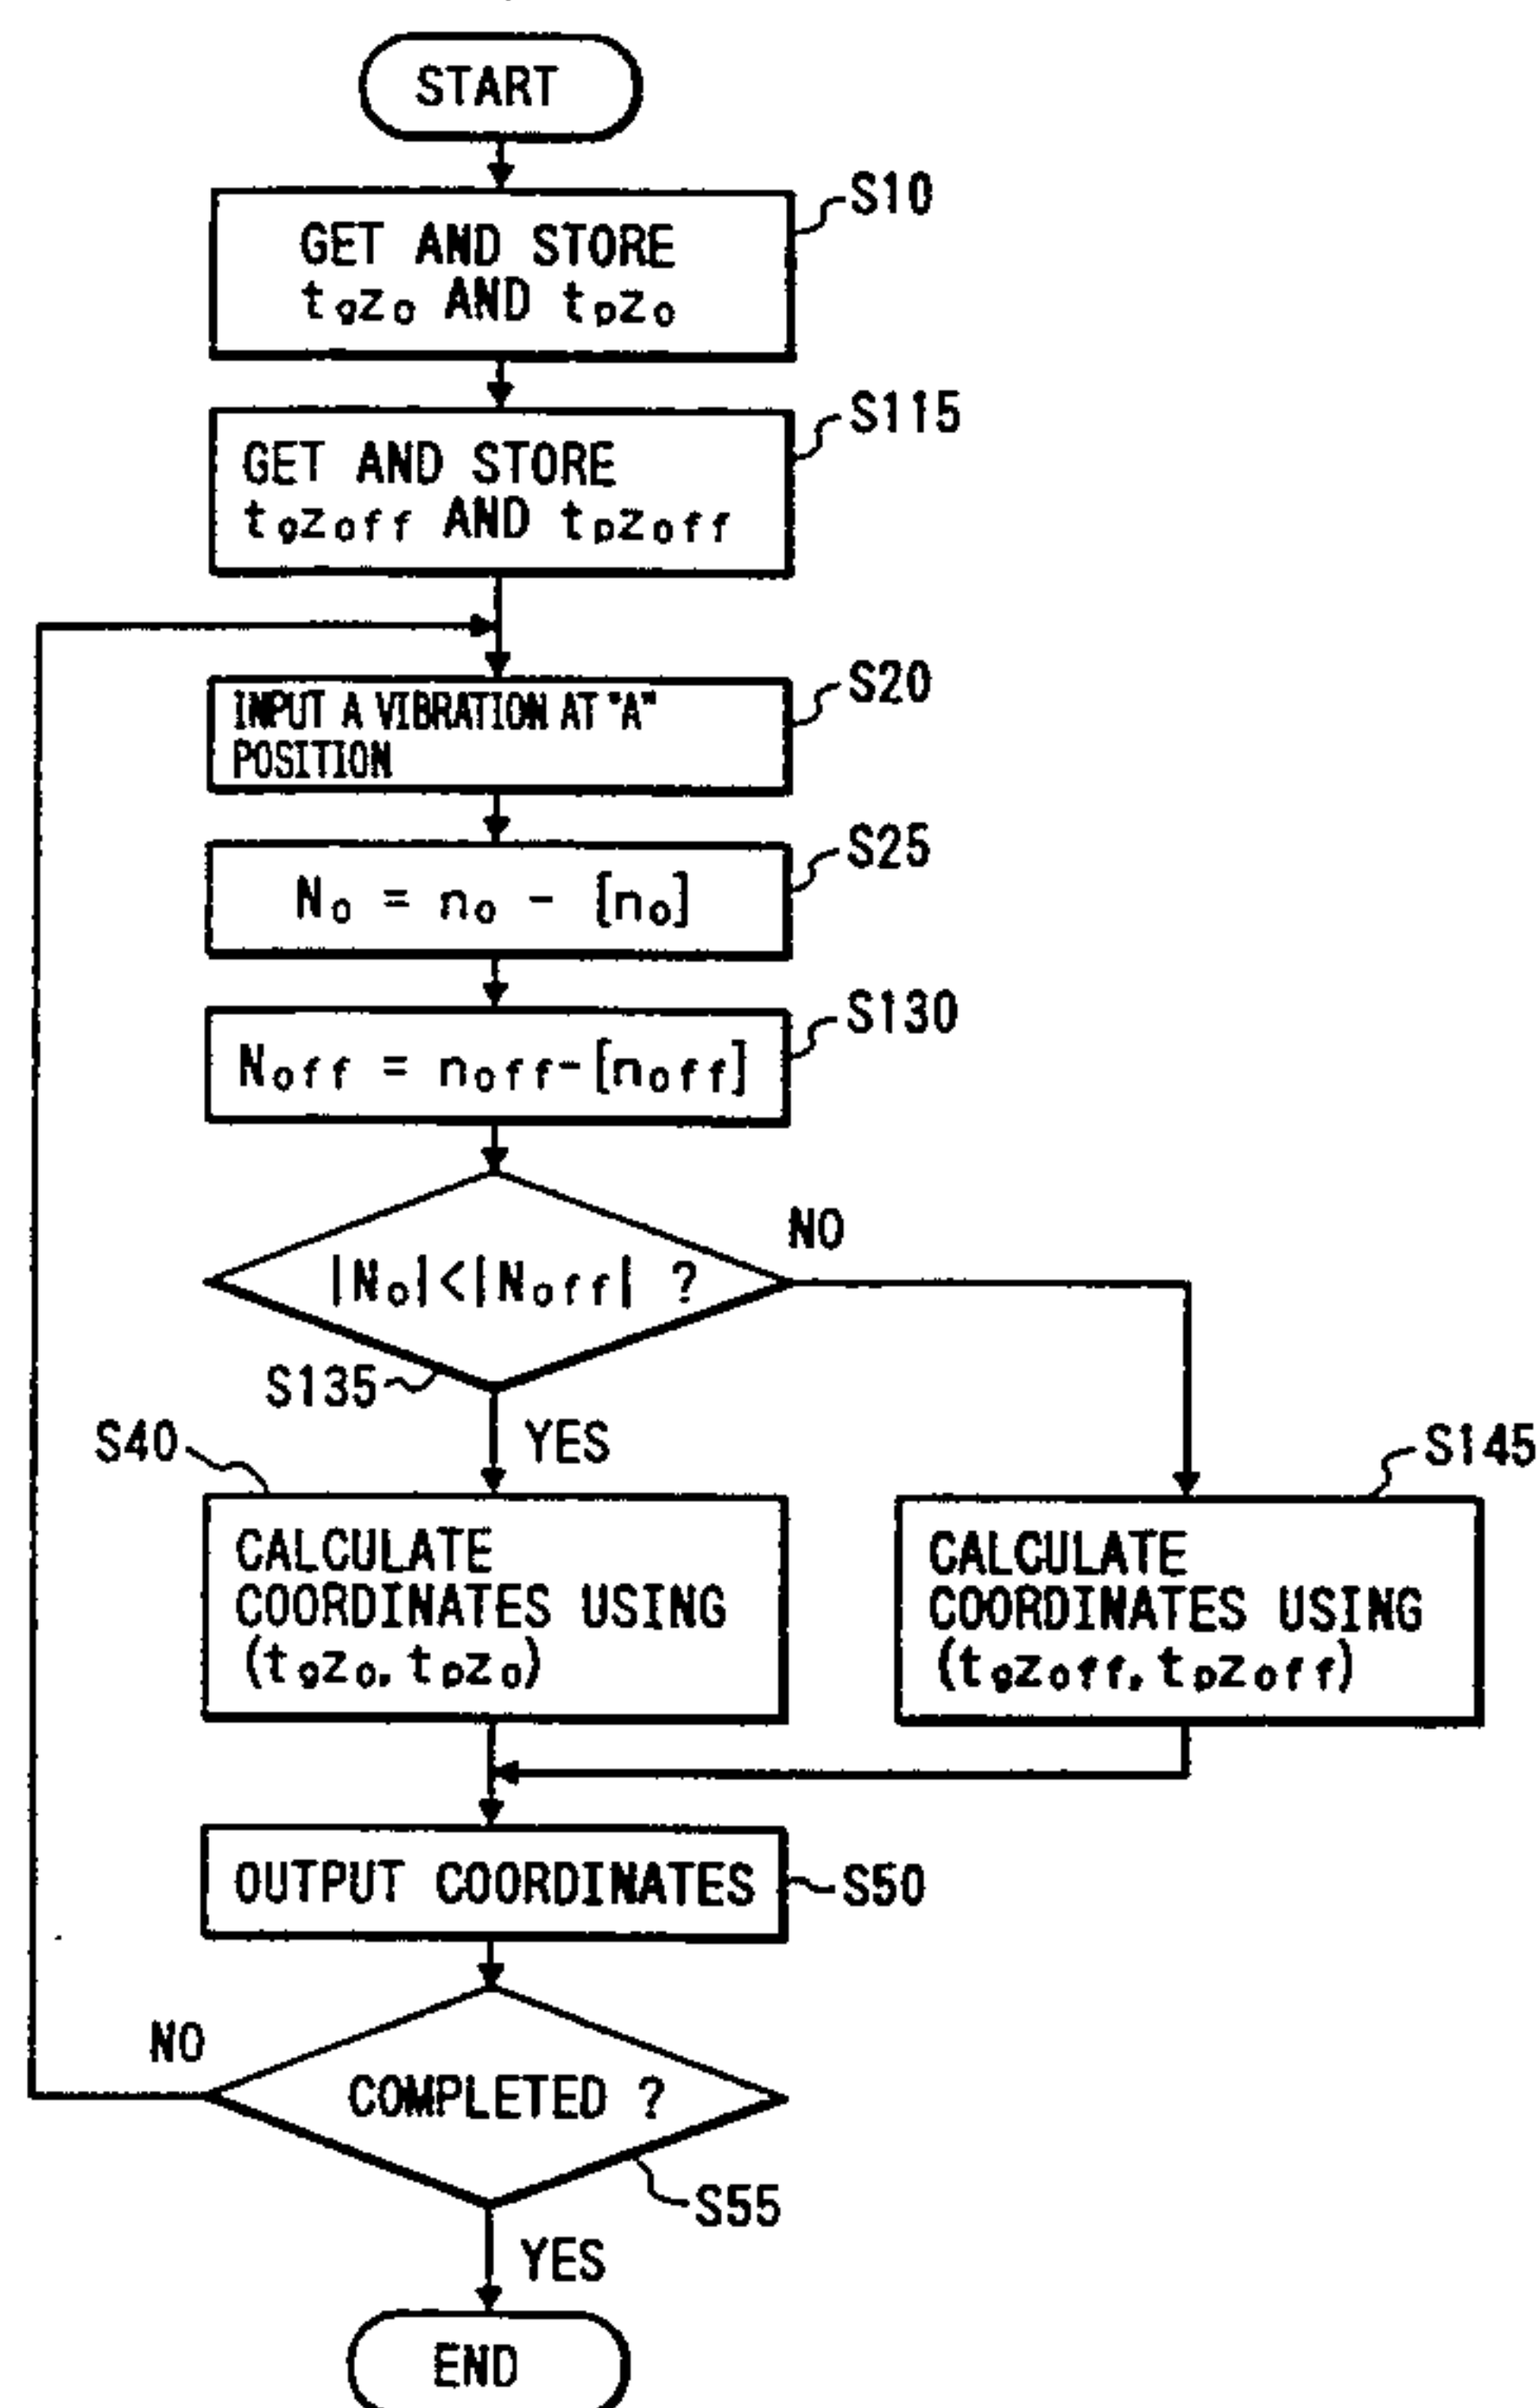 START
S10
GET AND STORE
tgz0 AND tpz0
S115
GET AND STORE
tgzoff AND tpzoff
S20
INPUT A VIBRATION AT "A"
POSITION
S25
N0 = n0 - [n0]
S130
Noff = noff-[noff]
NO
|N0|<|Noff| ?
S135
YES
S40
S145
CALCULATE
COORDINATES USING
(tgz0, tpz0)
CALCULATE
COORDINATES USING
(tgzoff, tpzoff)
OUTPUT COORDINATES
S50
NO
COMPLETED ?
S55
YES
END